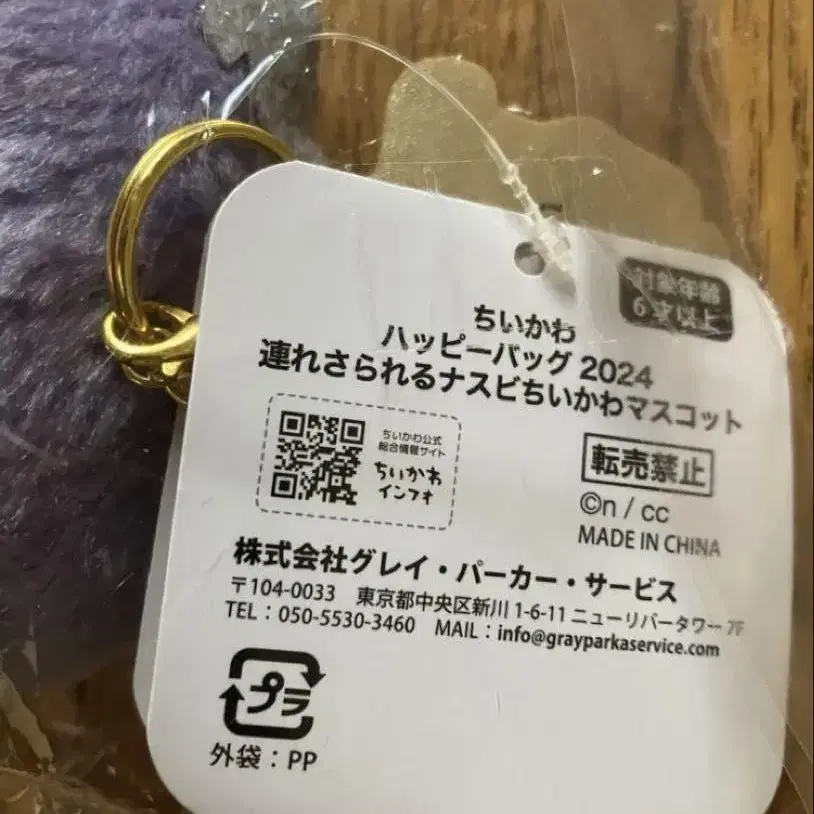 対象年齢
6才以上
ちいかわ
ハッピーバッグ 2024
連れさられるナスビちいかわマスコット
ちいかわ公式
総合情報サイト
ちいかわ
インフォ
転売禁止
©n / cc
MADE IN CHINA
株式会社グレイ・パーカー・サービス
〒104-0033 東京都中央区新川 1-6-11 ニューリバータワー 7F
TEL：050-5530-3460 MAIL：info@grayparkaservice.com
プラ
外袋：PP